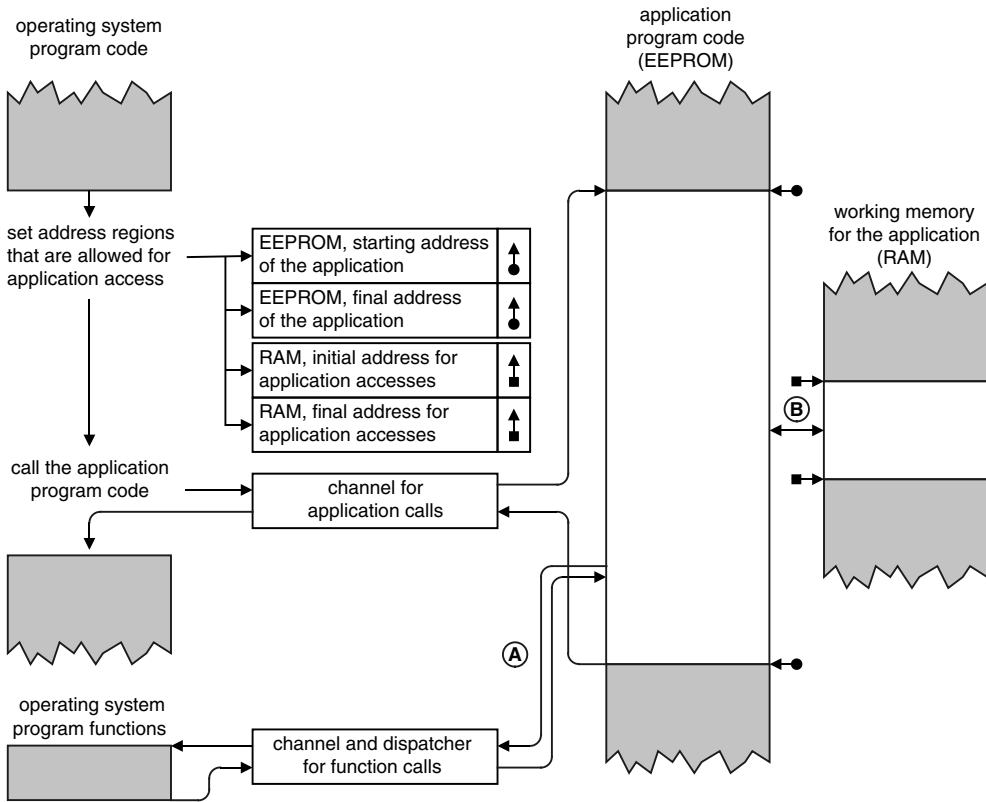 operating system
program code
application
program code
(EEPROM)
set address regions
that are allowed for
application access
EEPROM, starting address
of the application
EEPROM, final address
of the application
RAM, initial address for
application accesses
RAM, final address for
application accesses
working memory
for the application
(RAM)
B
call the application
program code
channel for
application calls
A
operating system
program functions
channel and dispatcher
for function calls